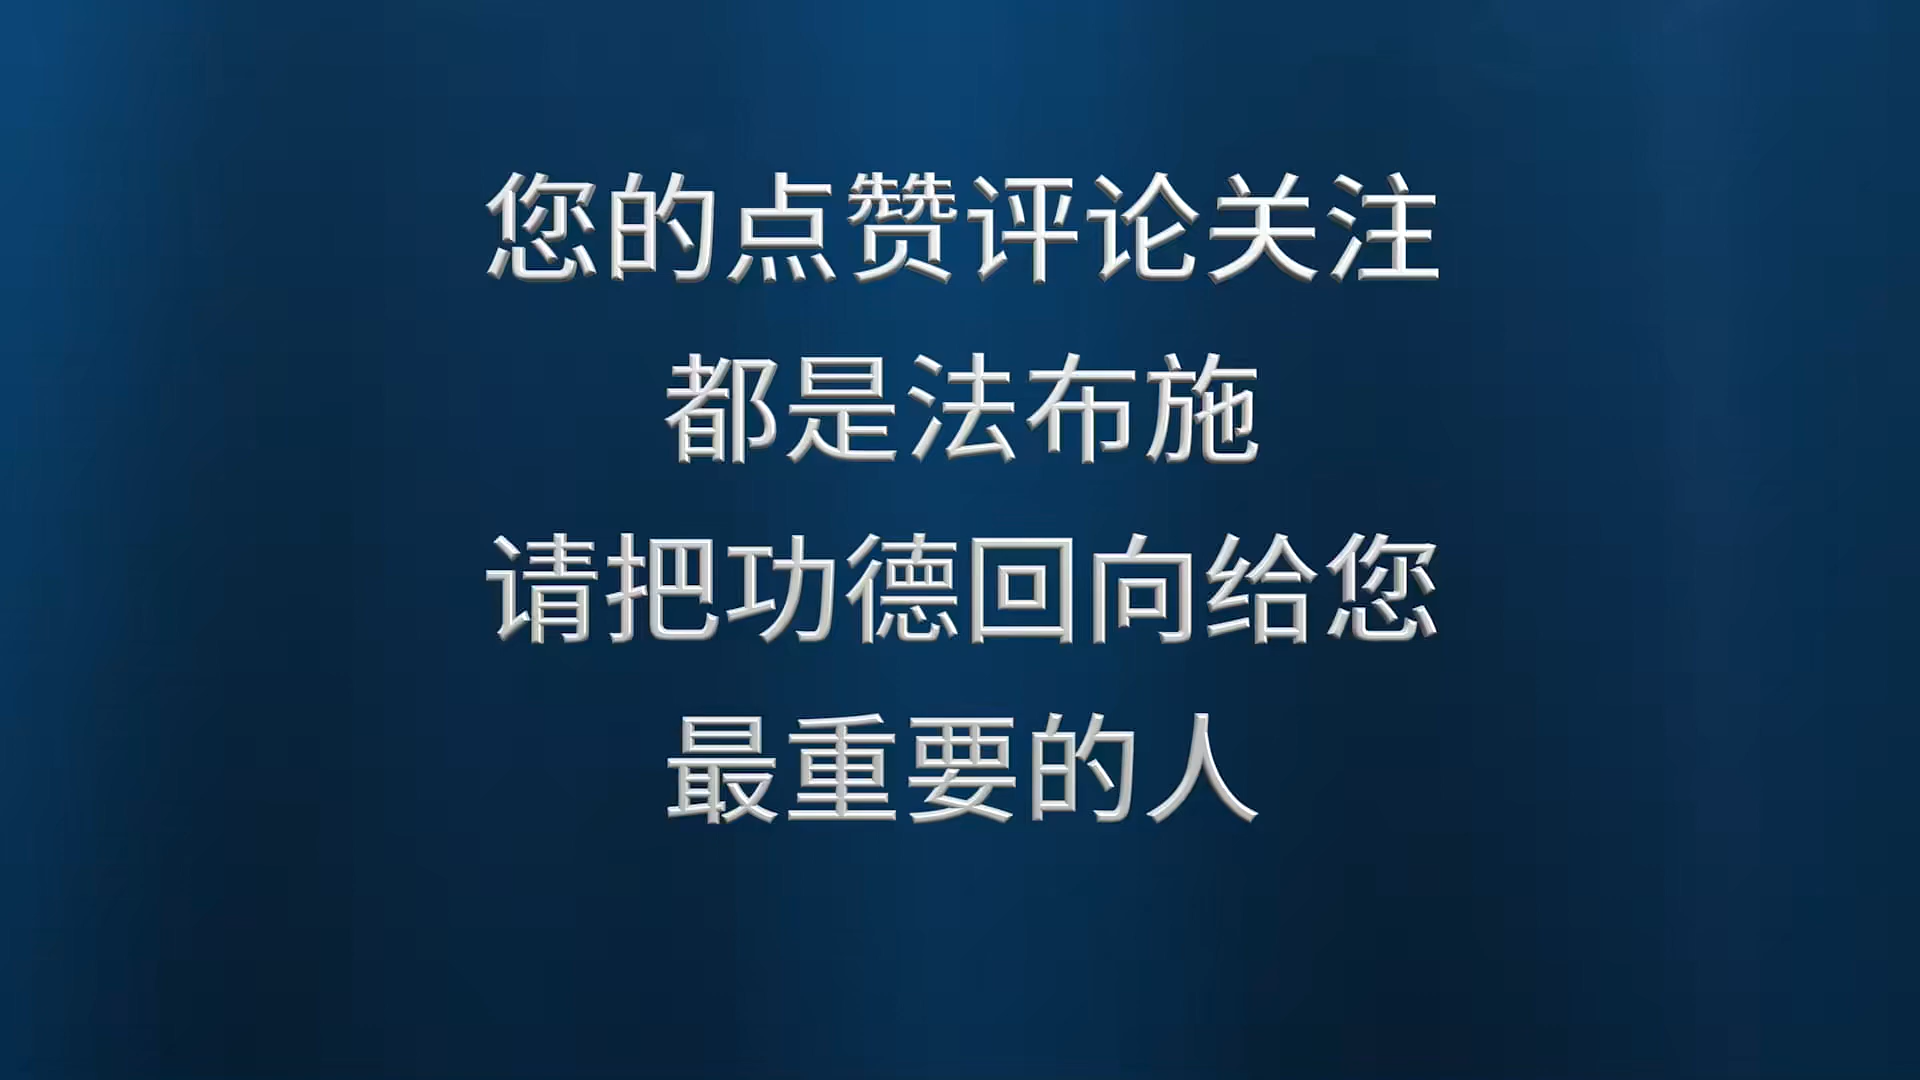 您的点赞评论关注
都是法布施
请把功德回向给您
最重要的人